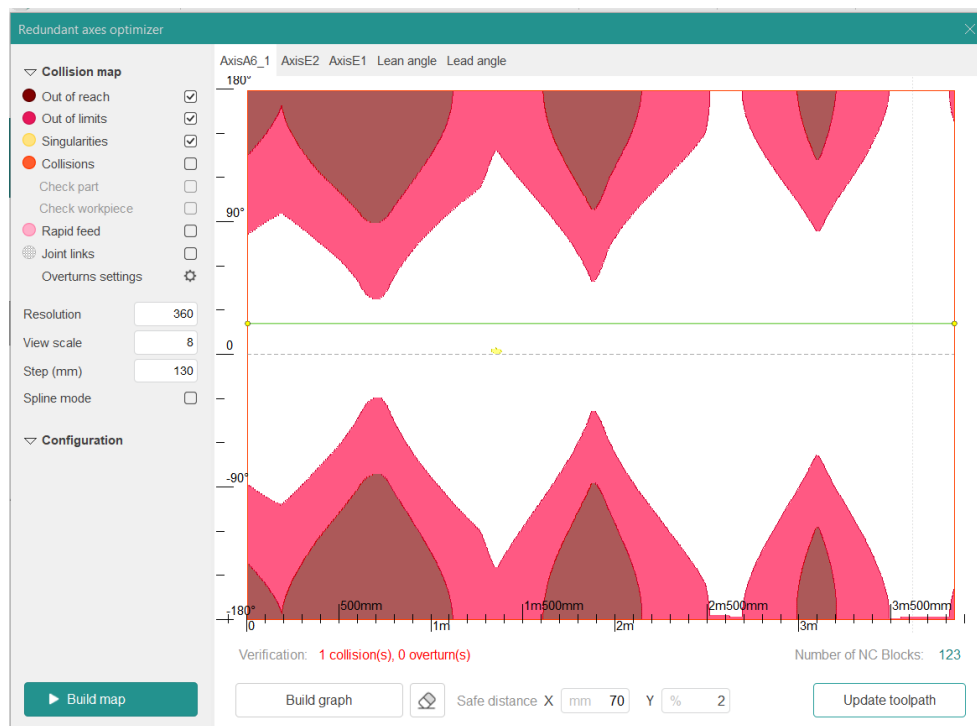 Redundant axes optimizer
AxisA6_1 AxisE2 AxisE1 Lean angle Lead angle
Collision map
Out of reach
Out of limits
Singularities
Collisions
Check part
Check workpiece
Rapid feed
Joint links
Overturns settings
Resolution 360
View scale 8
Step (mm) 130
Spline mode
Configuration
180°
90°
0
-90°
-180°
500mm 1m500mm 2m500mm 3m500mm
0 1m 2m 3m
Verification: 1 collision(s), 0 overturn(s) Number of NC Blocks: 123
Build map Build graph Safe distance X mm 70 Y % 2 Update toolpath